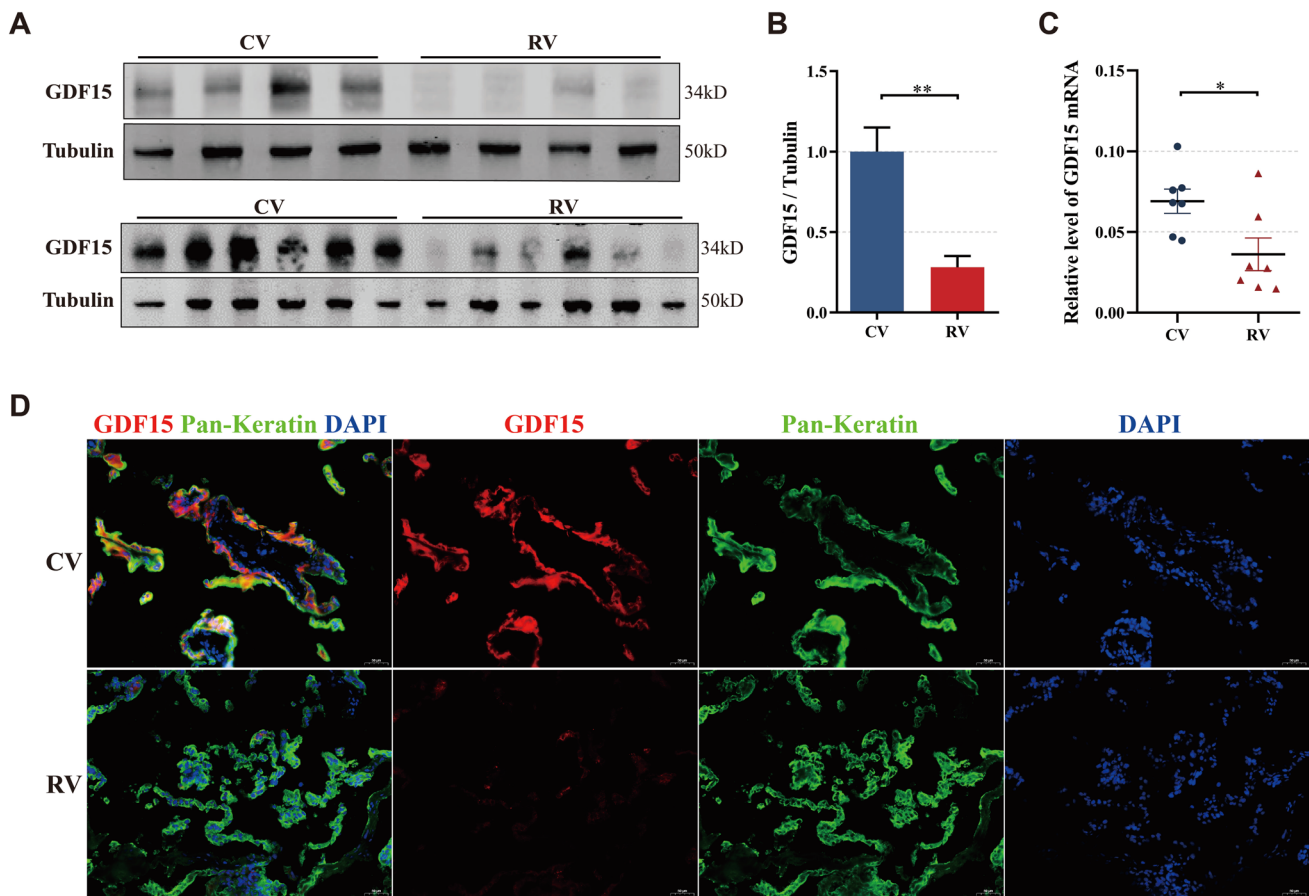 A
CV RV
GDF15 34kD
Tubulin 50kD
CV RV
GDF15 34kD
Tubulin 50kD
B
GDF15 / Tubulin
1.5
1.0
0.5
0.0
**
CV RV
C
Relative level of GDF15 mRNA
0.15
0.10
0.05
0.00
*
CV RV
D
GDF15 Pan-Keratin DAPI GDF15 Pan-Keratin DAPI
CV
RV